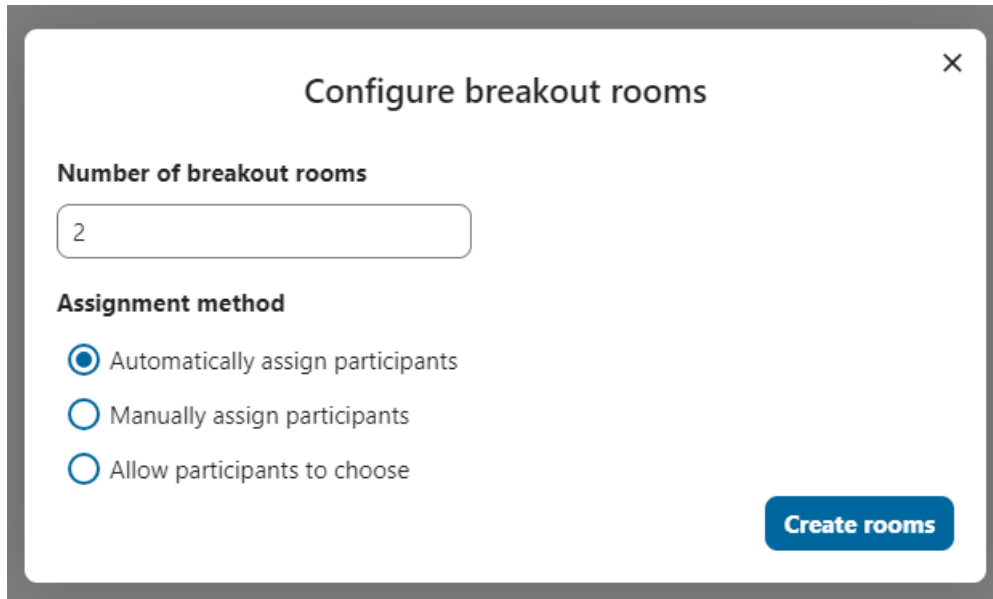 Configure breakout rooms
Number of breakout rooms
2
Assignment method
Automatically assign participants
Manually assign participants
Allow participants to choose
Create rooms